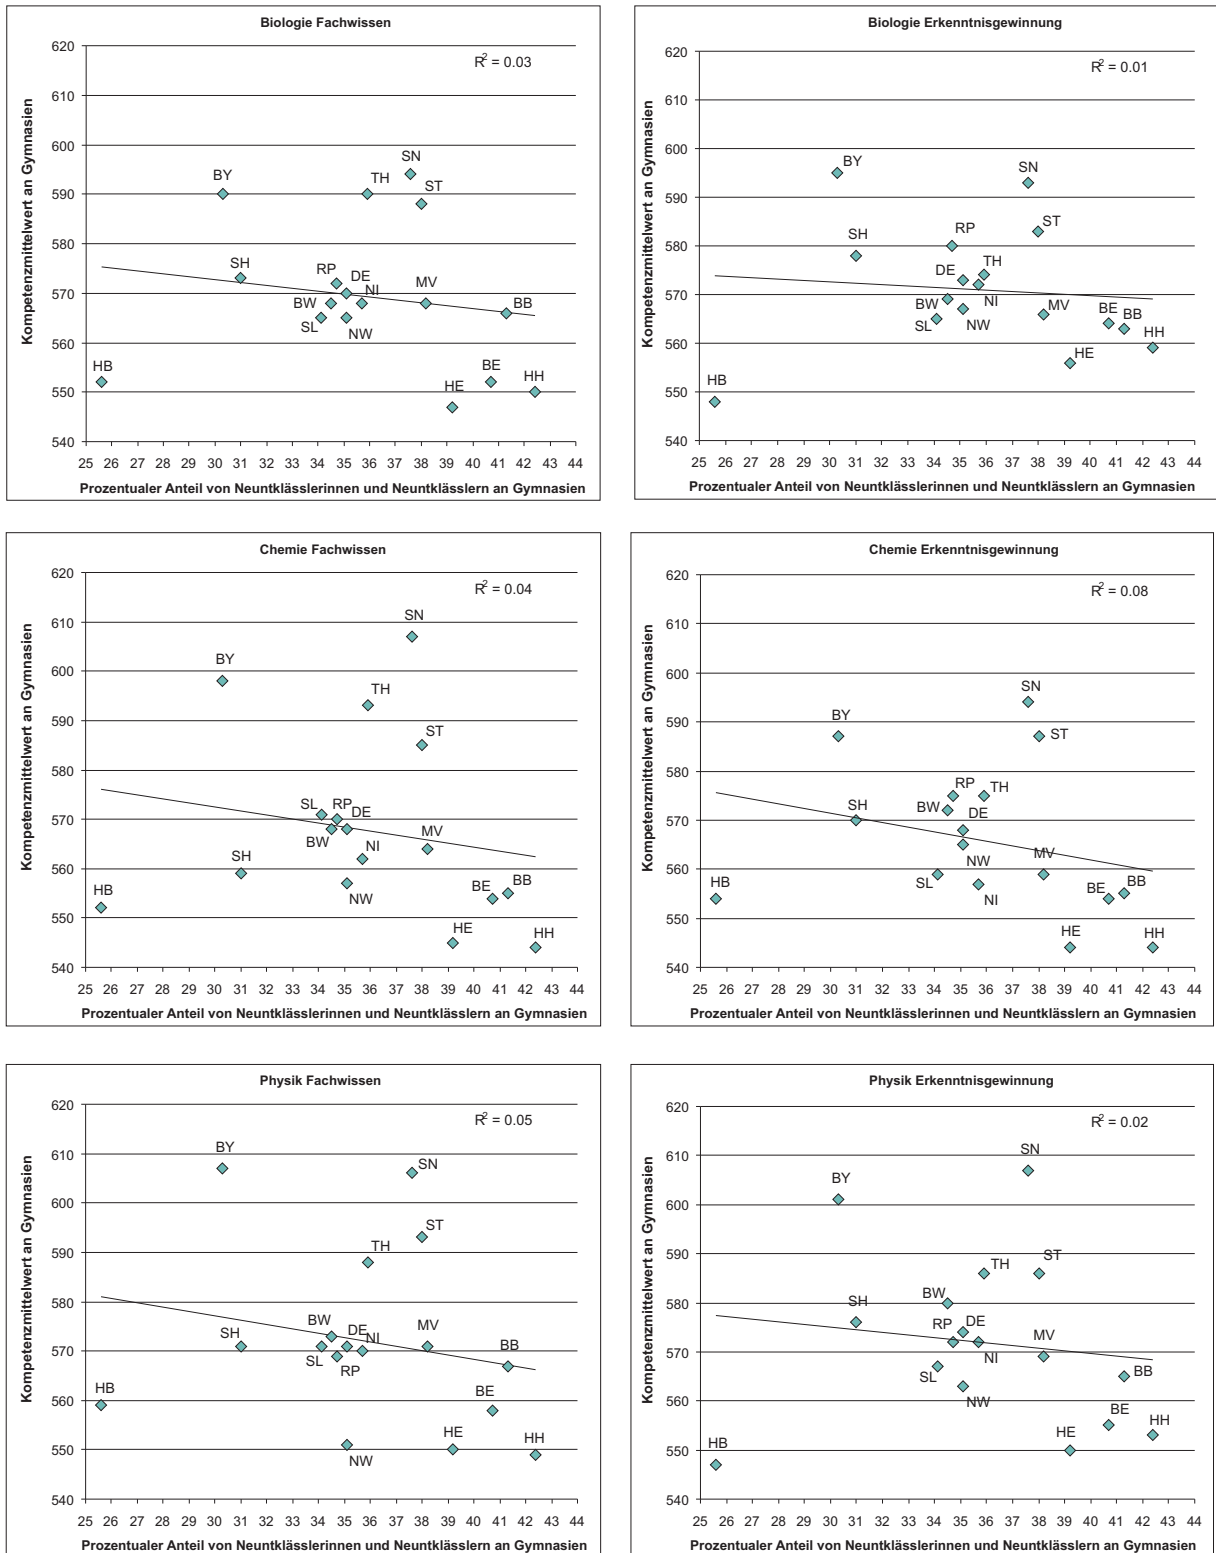 Biologie Fachwissen
R² = 0.03
Kompetenzmittelwert an Gymnasien
620
610
600
590
580
570
560
550
540
BY
TH
SN
ST
SH
RP
DE
NI
MV
BW
BB
SL
NW
HB
HE
BE
HH
25 26 27 28 29 30 31 32 33 34 35 36 37 38 39 40 41 42 43 44
Prozentualer Anteil von Neuntklässlerinnen und Neuntklässlern an Gymnasien
Biologie Erkenntnisgewinnung
R² = 0.01
Kompetenzmittelwert an Gymnasien
620
610
600
590
580
570
560
550
540
BY
SN
SH
RP
ST
DE
TH
BW
NI
MV
BE
BB
SL
NW
HH
HE
HB
25 26 27 28 29 30 31 32 33 34 35 36 37 38 39 40 41 42 43 44
Prozentualer Anteil von Neuntklässlerinnen und Neuntklässlern an Gymnasien
Chemie Fachwissen
R² = 0.04
Kompetenzmittelwert an Gymnasien
620
610
600
590
580
570
560
550
540
SN
BY
TH
ST
SL
RP
DE
MV
BW
NI
SH
HB
NW
BE
BB
HE
HH
25 26 27 28 29 30 31 32 33 34 35 36 37 38 39 40 41 42 43 44
Prozentualer Anteil von Neuntklässlerinnen und Neuntklässlern an Gymnasien
Chemie Erkenntnisgewinnung
R² = 0.08
Kompetenzmittelwert an Gymnasien
620
610
600
590
580
570
560
550
540
SN
BY
ST
RP
TH
SH
BW
DE
NW
MV
HB
SL
NI
BE
BB
HE
HH
25 26 27 28 29 30 31 32 33 34 35 36 37 38 39 40 41 42 43 44
Prozentualer Anteil von Neuntklässlerinnen und Neuntklässlern an Gymnasien
Physik Fachwissen
R² = 0.05
Kompetenzmittelwert an Gymnasien
620
610
600
590
580
570
560
550
540
BY
SN
ST
TH
BW
DE
NI
MV
SH
SL
RP
BB
HB
BE
NW
HE
HH
25 26 27 28 29 30 31 32 33 34 35 36 37 38 39 40 41 42 43 44
Prozentualer Anteil von Neuntklässlerinnen und Neuntklässlern an Gymnasien
Physik Erkenntnisgewinnung
R² = 0.02
Kompetenzmittelwert an Gymnasien
620
610
600
590
580
570
560
550
540
SN
BY
TH
ST
BW
SH
RP
DE
MV
NI
SL
BB
NW
BE
HH
HE
HB
25 26 27 28 29 30 31 32 33 34 35 36 37 38 39 40 41 42 43 44
Prozentualer Anteil von Neuntklässlerinnen und Neuntklässlern an Gymnasien